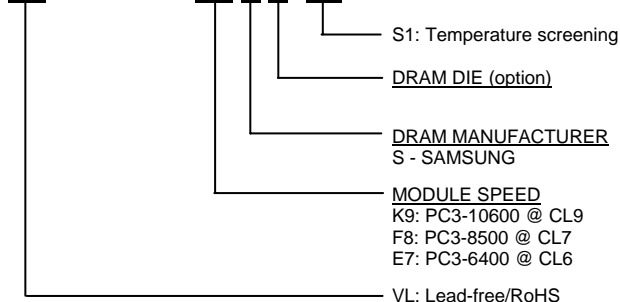 S1: Temperature screening
DRAM DIE (option)
DRAM MANUFACTURER
S - SAMSUNG
MODULE SPEED
K9: PC3-10600 @ CL9
F8: PC3-8500 @ CL7
E7: PC3-6400 @ CL6
VL: Lead-free/RoHS